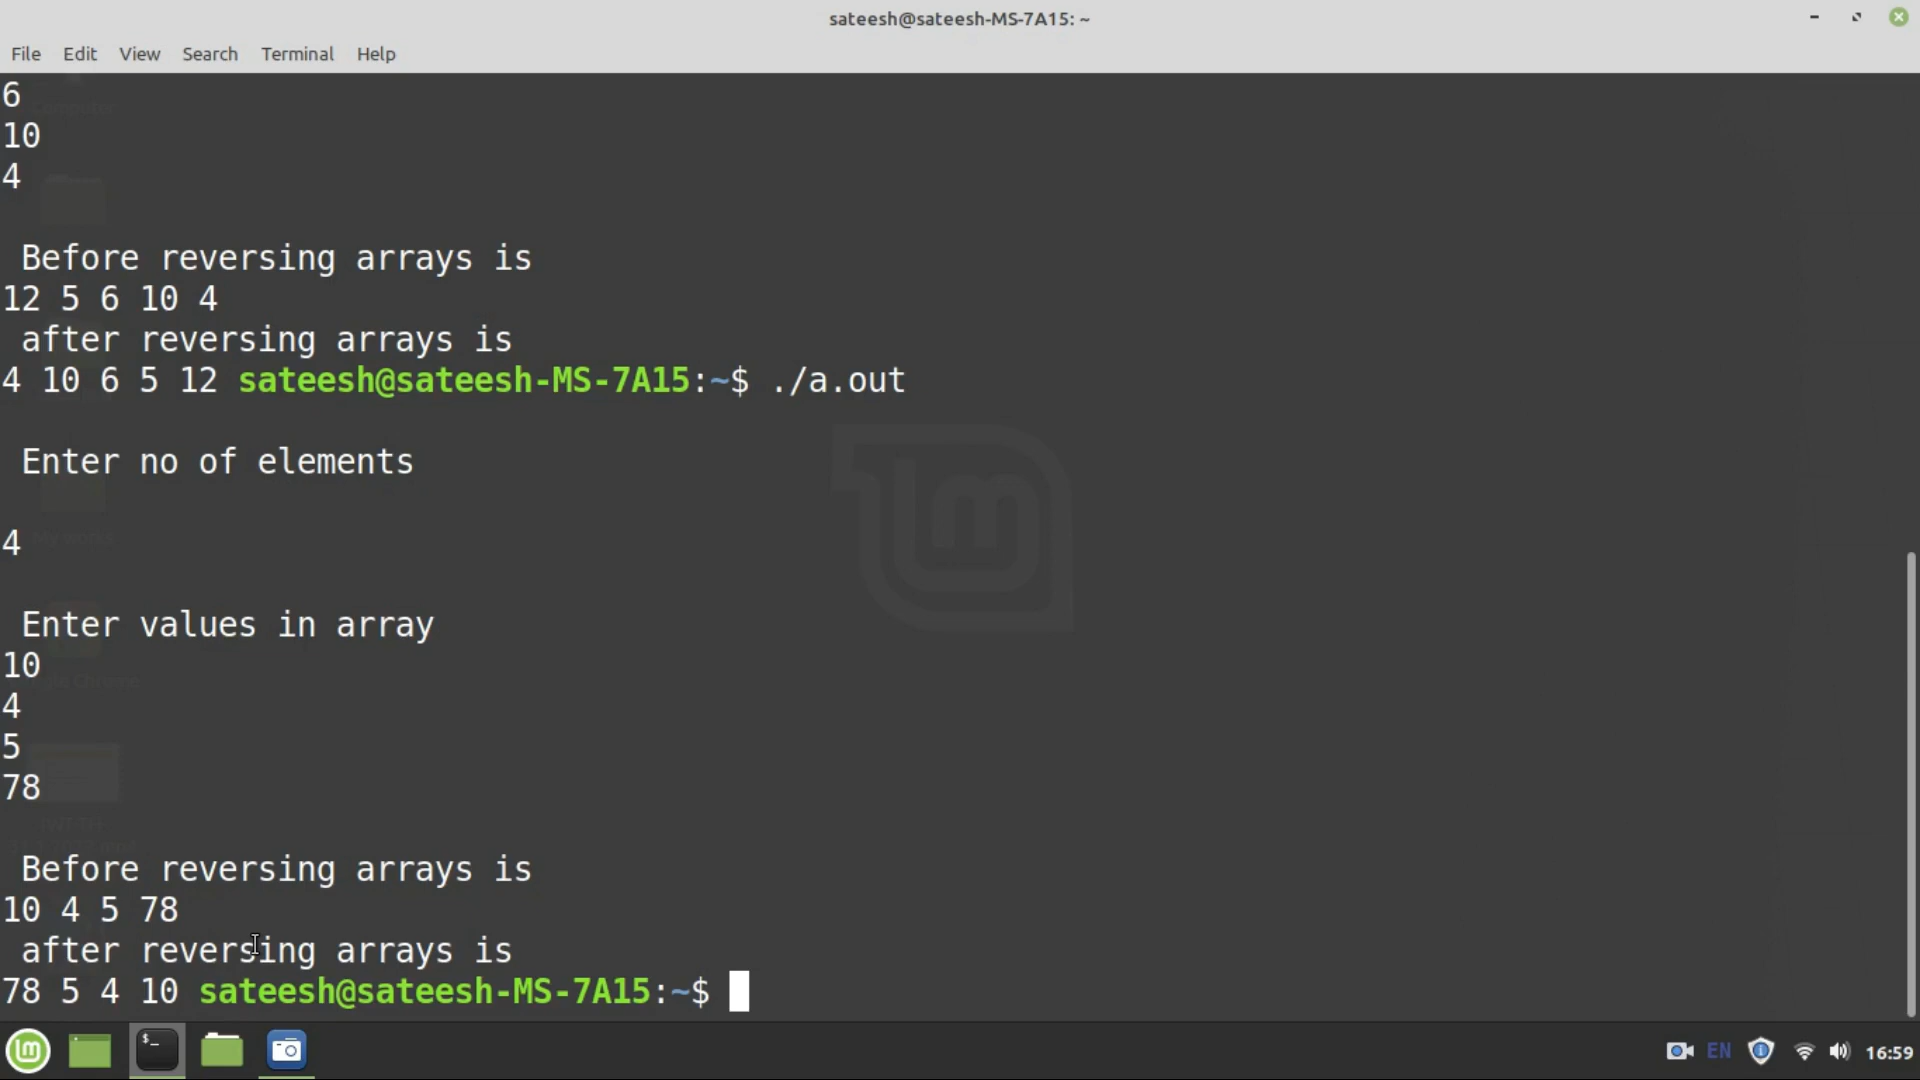 sateesh@sateesh-MS-7A15: ~
File Edit View Search Terminal Help
6
10
4
Before reversing arrays is
12 5 6 10 4
after reversing arrays is
4 10 6 5 12 sateesh@sateesh-MS-7A15:~$ ./a.out
Enter no of elements
4
Enter values in array
10
4
5
78
Before reversing arrays is
10 4 5 78
after reversing arrays is
78 5 4 10 sateesh@sateesh-MS-7A15:~$
EN 16:59